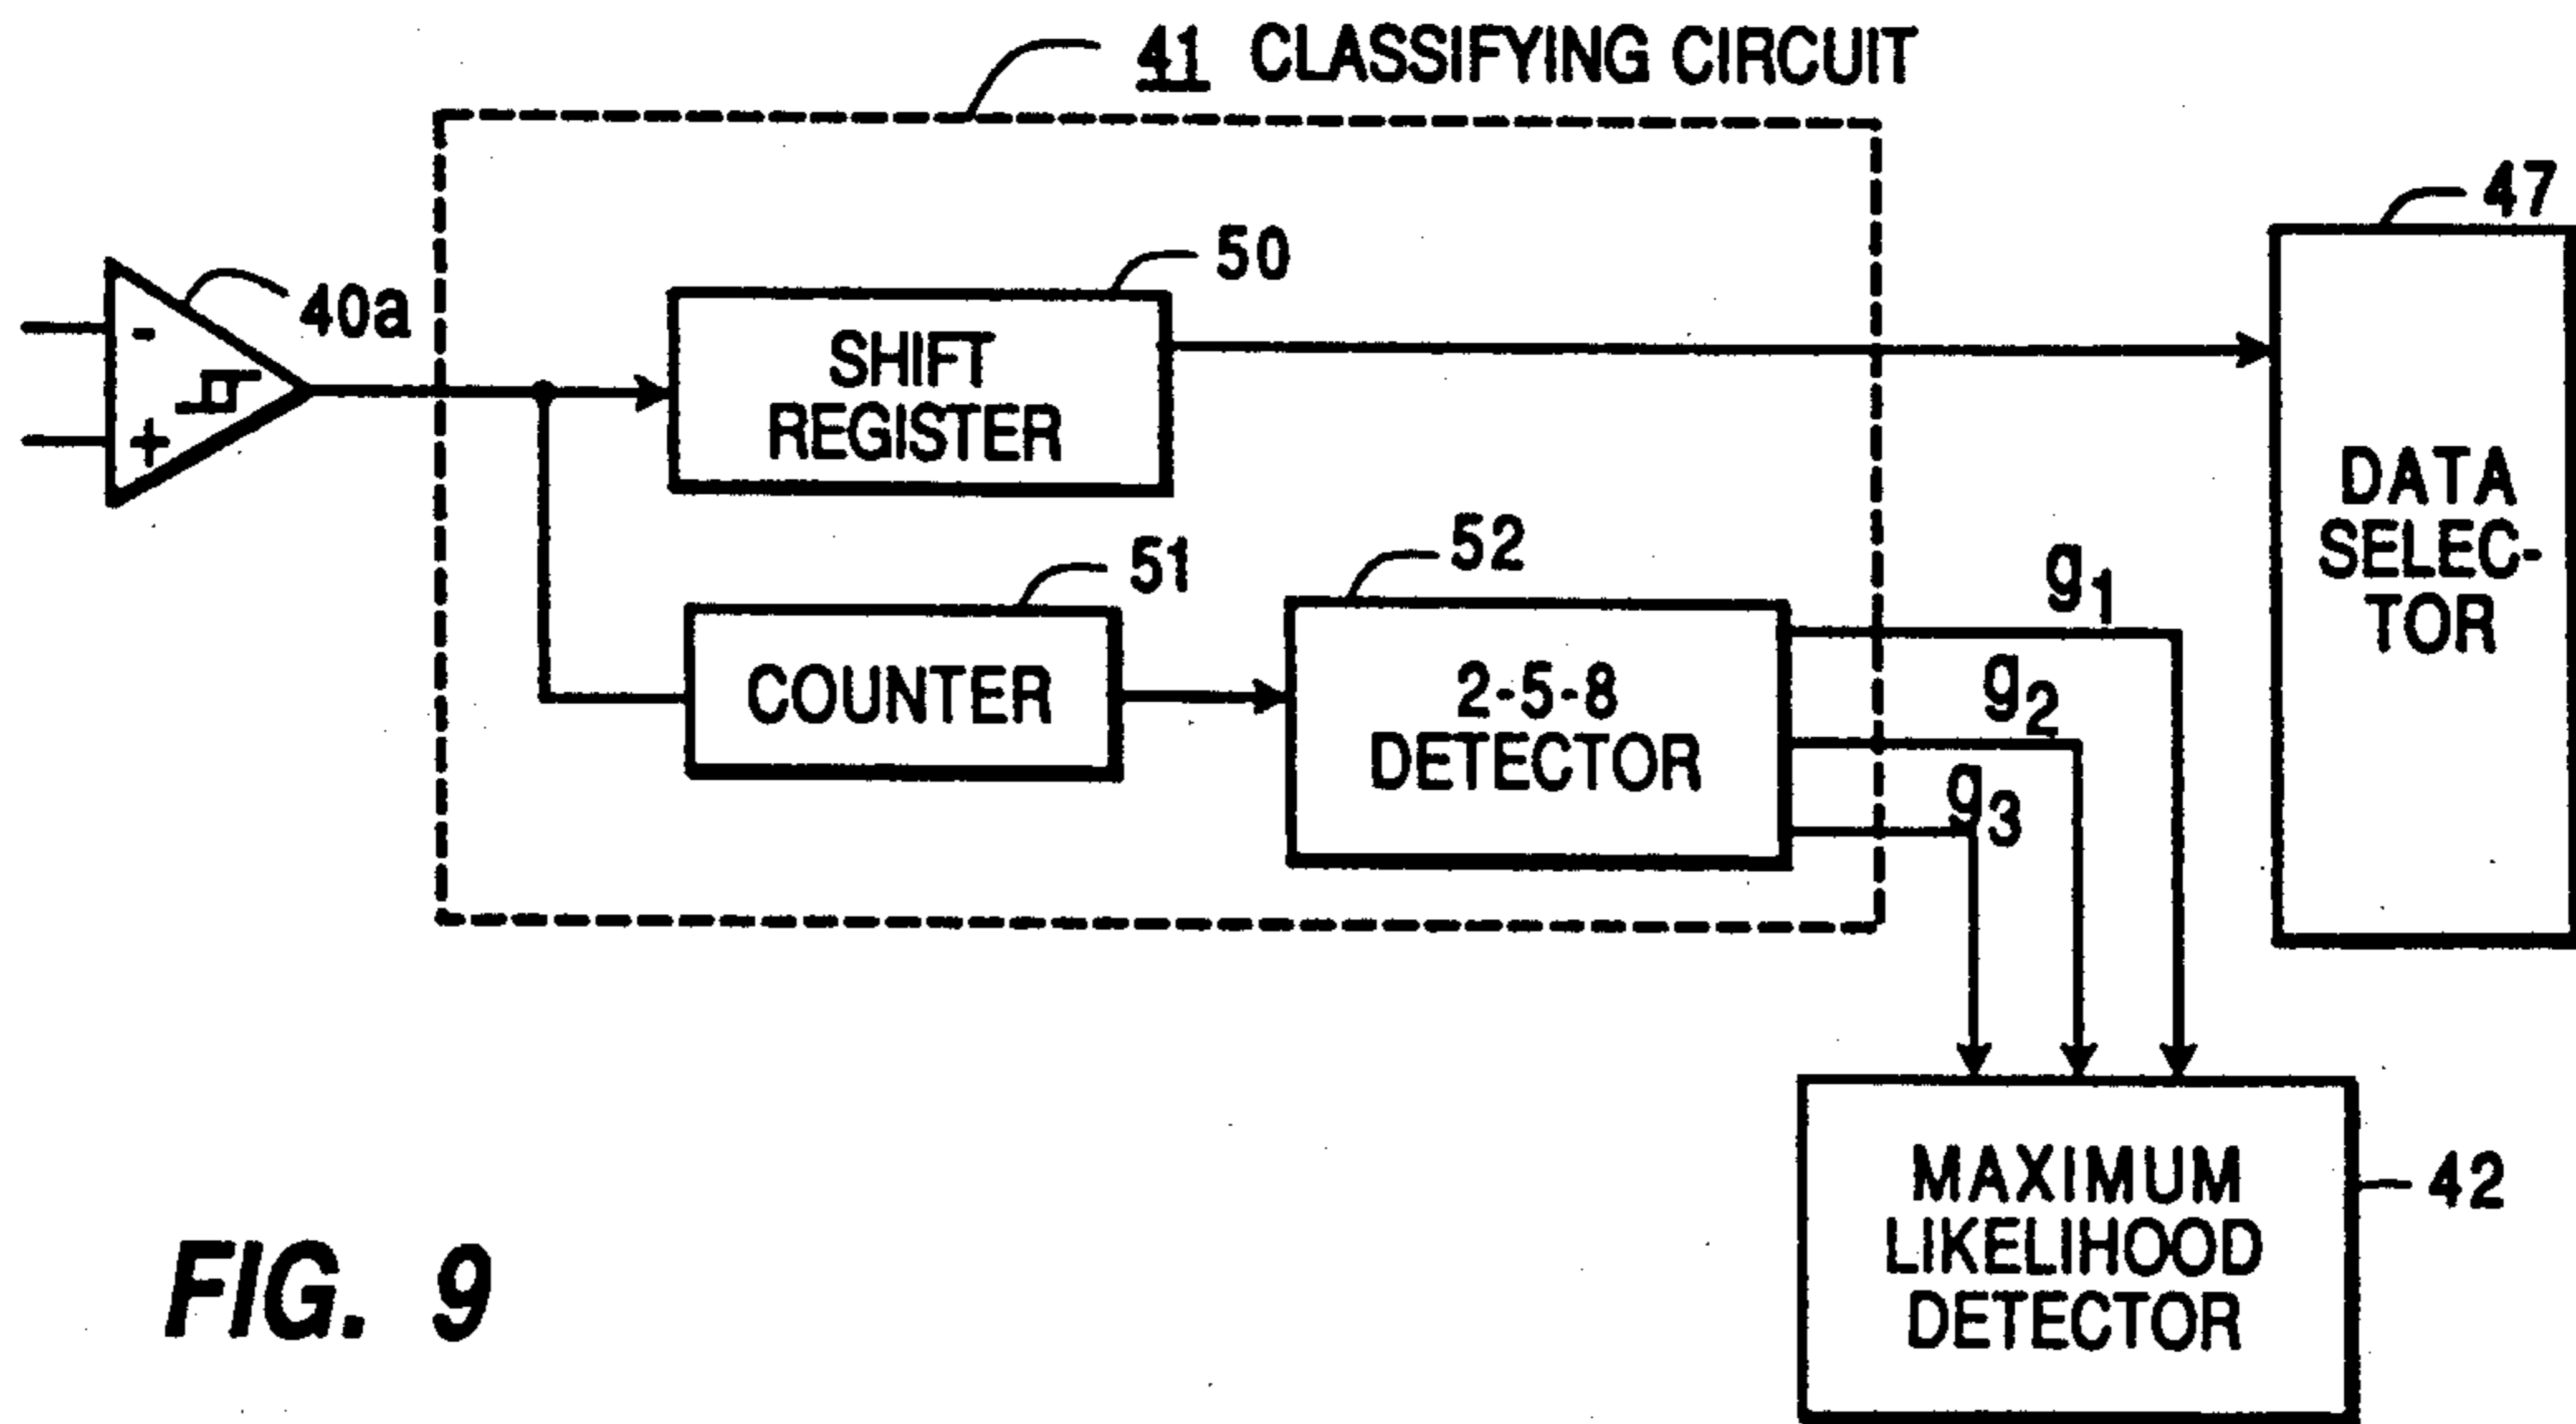 41 CLASSIFYING CIRCUIT
47
50
40a
-
+
SHIFT
REGISTER
DATA
SELEC-
TOR
51
52
g1
COUNTER
2-5-8
DETECTOR
g2
g3
MAXIMUM
LIKELIHOOD
DETECTOR
42
FIG. 9